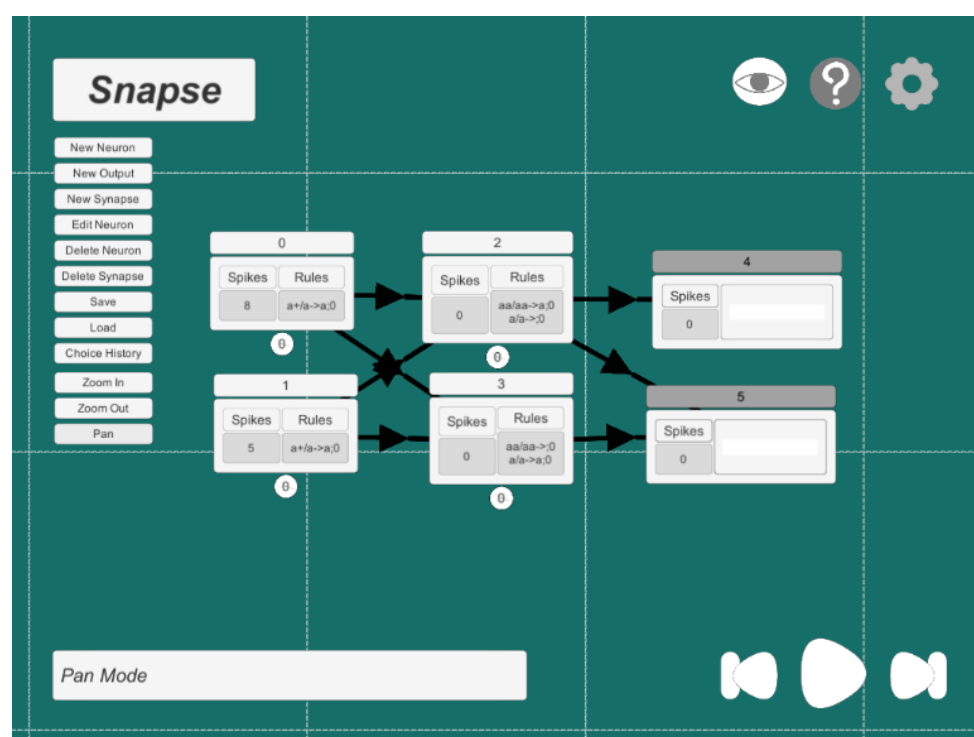 Snapse
New Neuron
New Output
New Synapse
Edit Neuron
Delete Neuron
Delete Synapse
Save
Load
Choice History
Zoom In
Zoom Out
Pan
0
Spikes Rules
8 a+/a->a;0
0
1
Spikes Rules
5 a+/a->a;0
0
2
Spikes Rules
0 aa/aa->a;0
a/a->;0
0
3
Spikes Rules
0 aa/aa->;0
a/a->a;0
0
4
Spikes
0
5
Spikes
0
?
Pan Mode